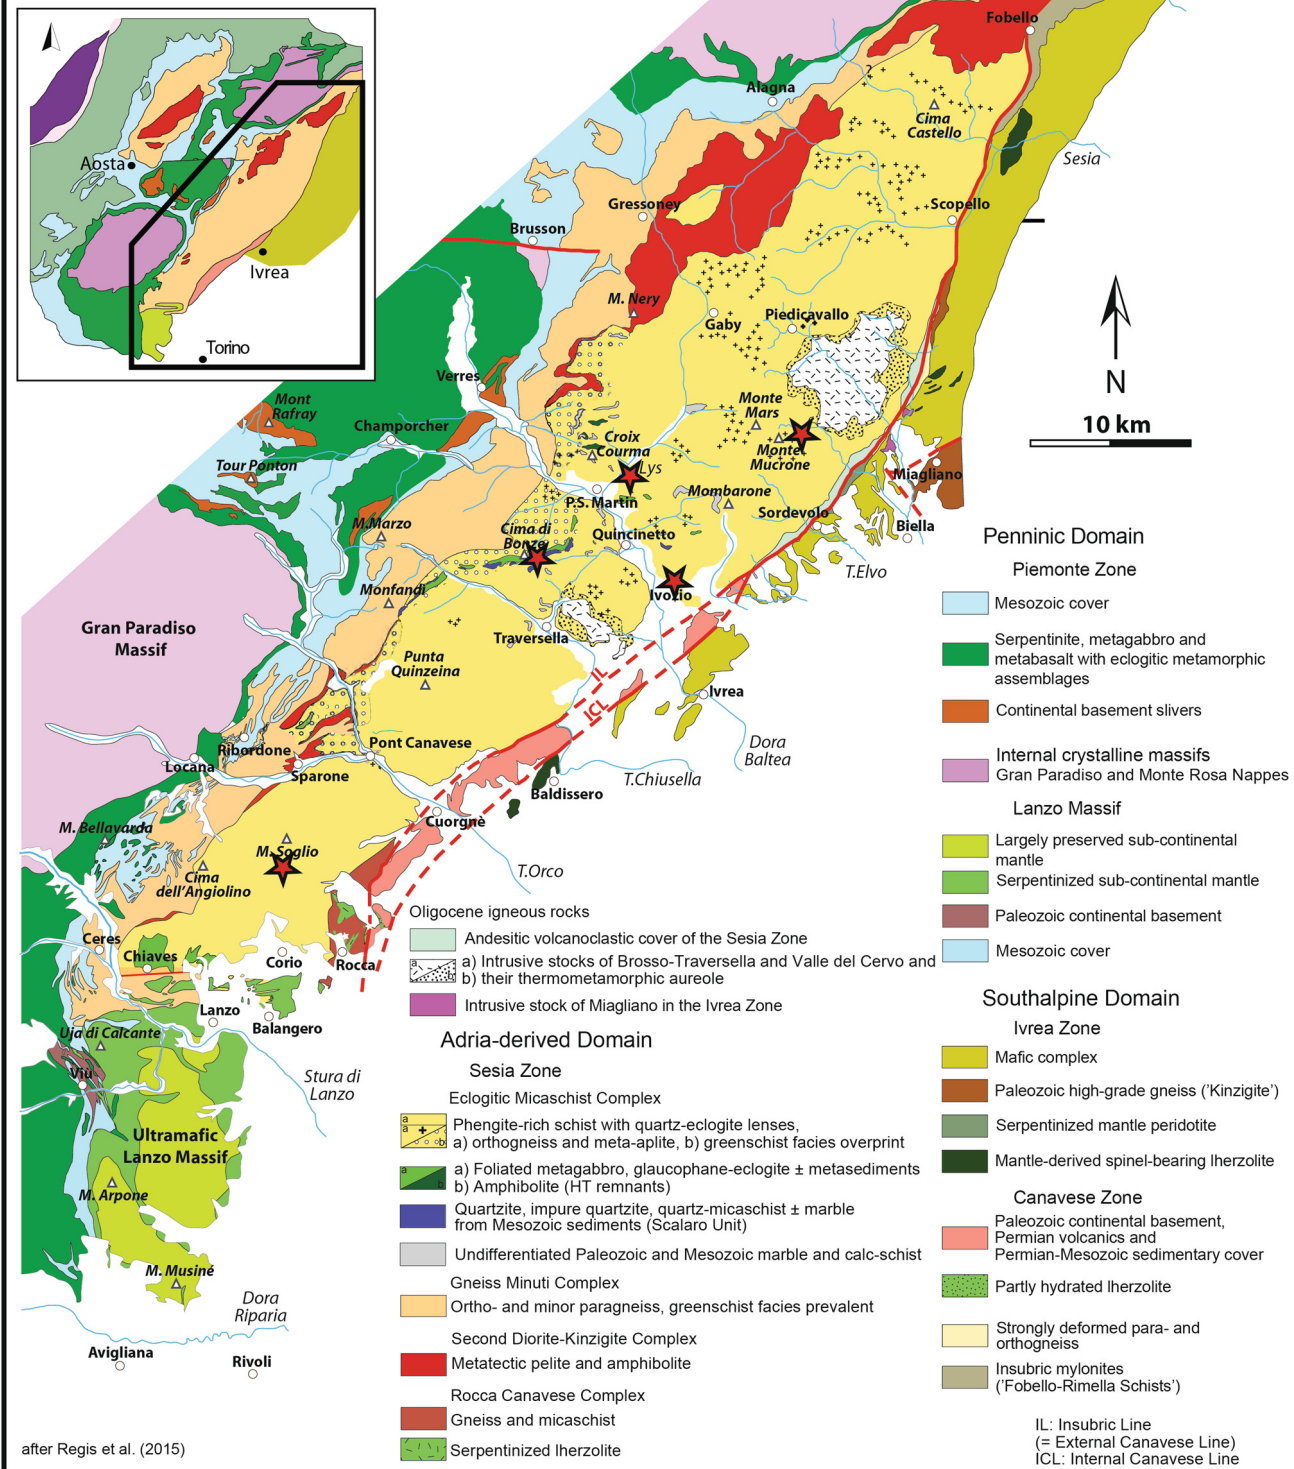 Aosta
Ivrea
Torino
Fobello
Alagna
?
Cima
Castello
Sesia
Gressoney
Scopello
Brusson
M. Nery
Gaby
Piedicavallo
Verres
Mont
Rafray
Champorcher
Monte
Mars
Croix
Courma
Lys
Monte
Mucrone
Miagliano
Tour Ponton
P.S. Martin
Mombarone
Sordevolo
Biella
M.Marzo
Cima di
Bonze
Quincinetto
T.Elvo
Monfandi
Ivozio
Gran Paradiso
Massif
Traversella
Punta
Quinzeina
IL
ICL
Ivrea
Dora
Baltea
Ribordone
Pont Canavese
Locana
Sparone
T.Chiusella
Baldissero
M. Bellavarda
Cuorgnè
M. Soglio
Cima
dell'Angiolino
T.Orco
Ceres
Chiaves
Corio
Rocca
Lanzo
Balangero
Uja di Calcante
Viù
Stura di
Lanzo
Ultramafic
Lanzo Massif
M. Arpone
M. Musiné
Dora
Riparia
Avigliana
Rivoli
after Regis et al. (2015)
N
10 km
Oligocene igneous rocks
Andesitic volcanoclastic cover of the Sesia Zone
a b
a) Intrusive stocks of Brosso-Traversella and Valle del Cervo and
b) their thermometamorphic aureole
Intrusive stock of Miagliano in the Ivrea Zone
Adria-derived Domain
Sesia Zone
Eclogitic Micaschist Complex
a a b
Phengite-rich schist with quartz-eclogite lenses,
a) orthogneiss and meta-aplite, b) greenschist facies overprint
a b
a) Foliated metagabbro, glaucophane-eclogite ± metasediments
b) Amphibolite (HT remnants)
Quartzite, impure quartzite, quartz-micaschist ± marble
from Mesozoic sediments (Scalaro Unit)
Undifferentiated Paleozoic and Mesozoic marble and calc-schist
Gneiss Minuti Complex
Ortho- and minor paragneiss, greenschist facies prevalent
Second Diorite-Kinzigite Complex
Metatectic pelite and amphibolite
Rocca Canavese Complex
Gneiss and micaschist
Serpentinized lherzolite
Penninic Domain
Piemonte Zone
Mesozoic cover
Serpentinite, metagabbro and
metabasalt with eclogitic metamorphic
assemblages
Continental basement slivers
Internal crystalline massifs
Gran Paradiso and Monte Rosa Nappes
Lanzo Massif
Largely preserved sub-continental
mantle
Serpentinized sub-continental mantle
Paleozoic continental basement
Mesozoic cover
Southalpine Domain
Ivrea Zone
Mafic complex
Paleozoic high-grade gneiss ('Kinzigite')
Serpentinized mantle peridotite
Mantle-derived spinel-bearing lherzolite
Canavese Zone
Paleozoic continental basement,
Permian volcanics and
Permian-Mesozoic sedimentary cover
Partly hydrated lherzolite
Strongly deformed para- and
orthogneiss
Insubric mylonites
('Fobello-Rimella Schists')
IL: Insubric Line
(= External Canavese Line)
ICL: Internal Canavese Line